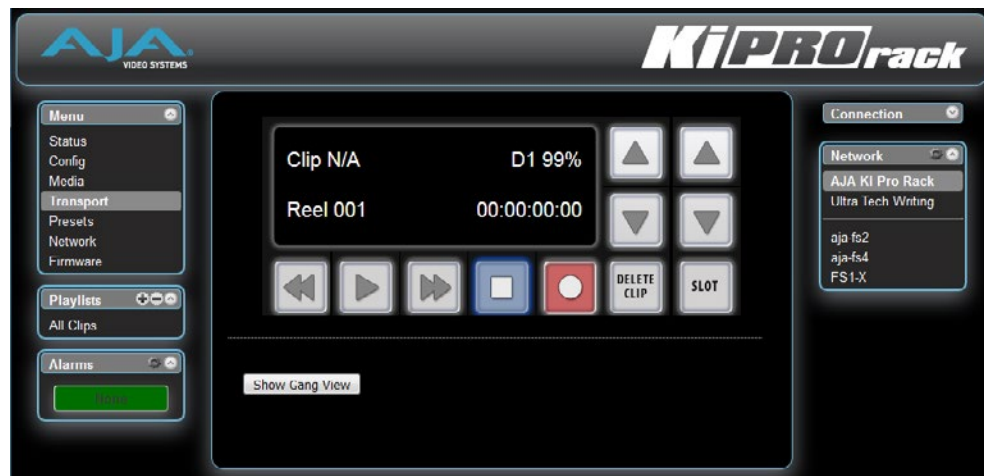 AJA
VIDEO SYSTEMS
KiPROrack
Menu
Status
Config
Media
Transport
Presets
Network
Firmware
Playlists
All Clips
Alarms
None
Clip N/A D1 99%
Reel 001 00:00:00:00
DELETE
CLIP
SLOT
Show Gang View
Connection
Network
AJA KI Pro Rack
Ultra Tech Writing
aja-fs2
aja-fs4
FS1-X